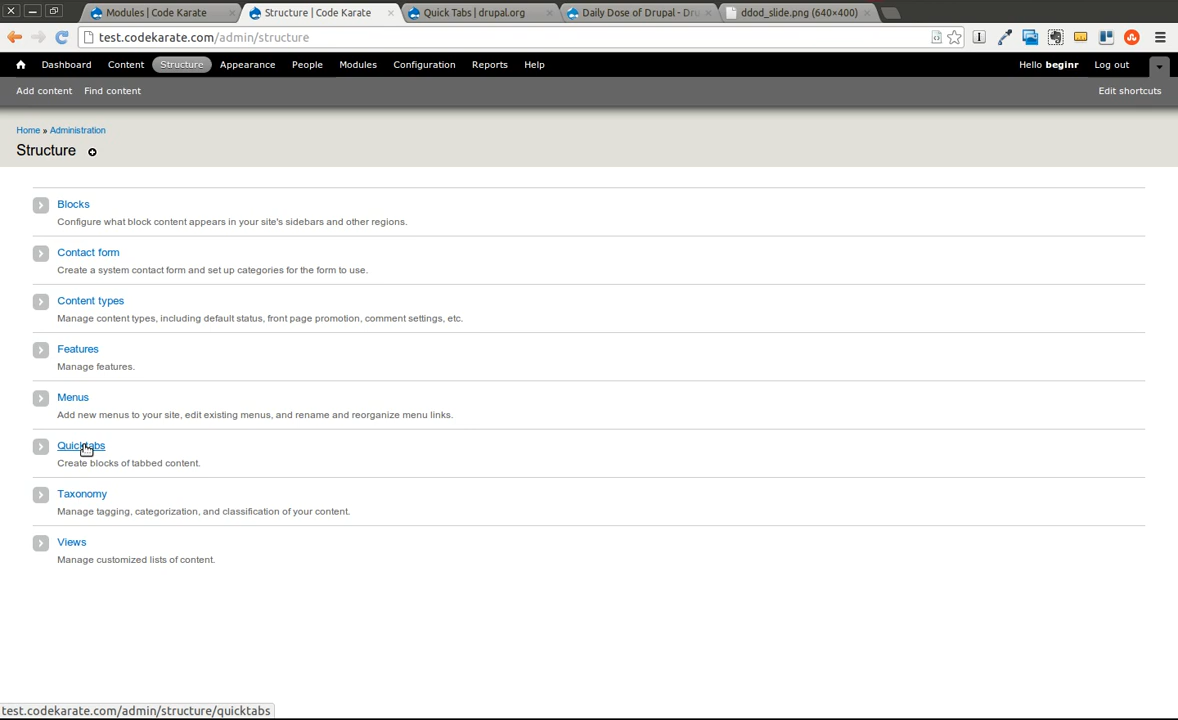 Modules | Code Karate
Structure | Code Karate
Quick Tabs | drupal.org
Daily Dose of Drupal - Dru
ddod_slide.png (640×400)
test.codekarate.com/admin/structure
Dashboard Content Structure Appearance People Modules Configuration Reports Help
Hello beginr Log out
Add content Find content
Edit shortcuts
Home » Administration
Structure
Blocks
Configure what block content appears in your site's sidebars and other regions.
Contact form
Create a system contact form and set up categories for the form to use.
Content types
Manage content types, including default status, front page promotion, comment settings, etc.
Features
Manage features.
Menus
Add new menus to your site, edit existing menus, and rename and reorganize menu links.
Quicktabs
Create blocks of tabbed content.
Taxonomy
Manage tagging, categorization, and classification of your content.
Views
Manage customized lists of content.
test.codekarate.com/admin/structure/quicktabs